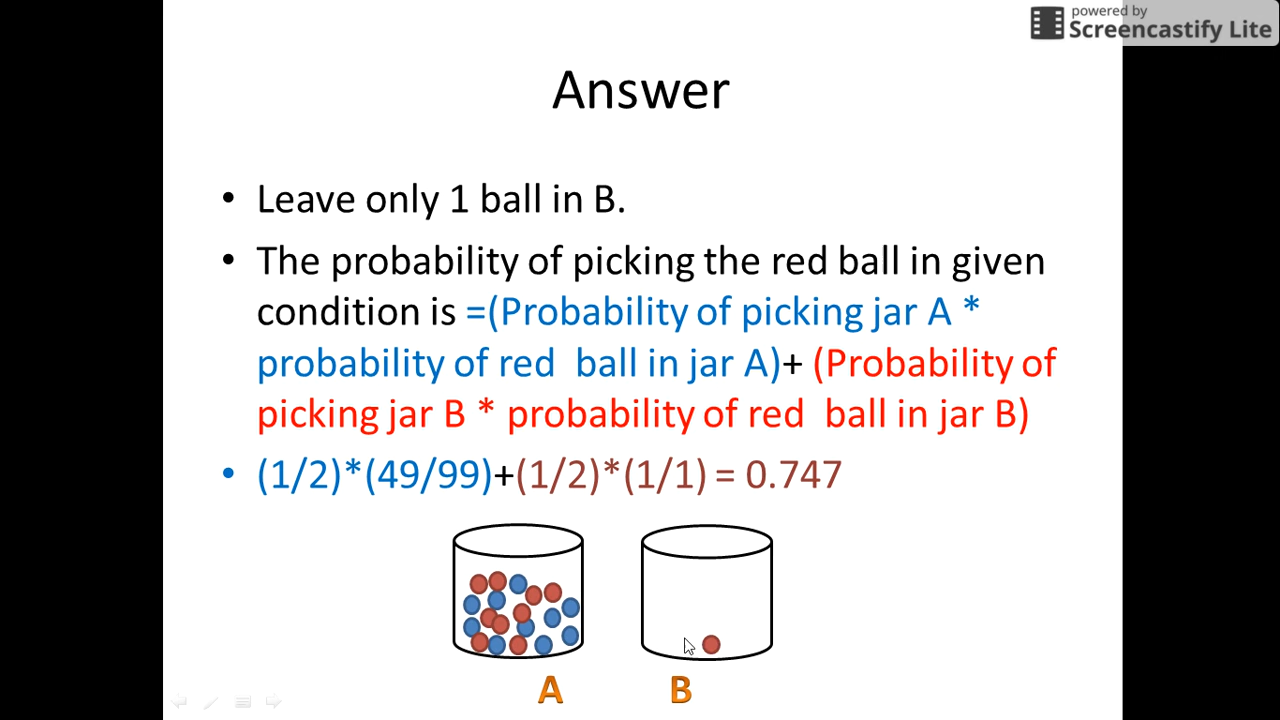 powered by
Screencastify Lite
Answer
• Leave only 1 ball in B.
• The probability of picking the red ball in given
condition is =(Probability of picking jar A *
probability of red  ball in jar A)+ (Probability of
picking jar B * probability of red  ball in jar B)
• (1/2)*(49/99)+(1/2)*(1/1) = 0.747
A B